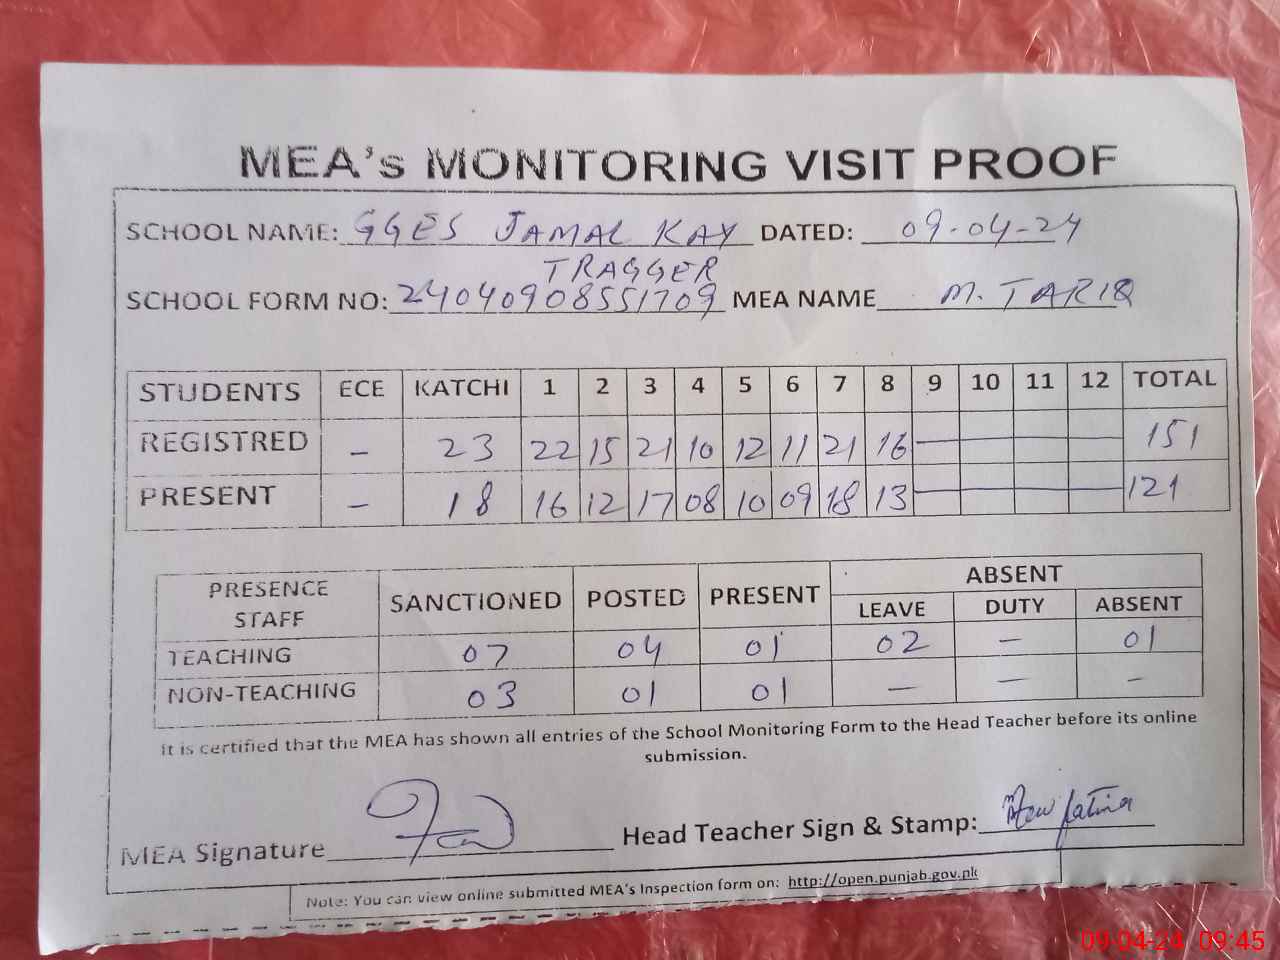 MEA's MONITORING VISIT PROOF
SCHOOL NAME: GGES JAMAL KAY TRAGGER DATED: 09-04-24
SCHOOL FORM NO: 24040908551709 MEA NAME M. TARIQ
STUDENTS ECE KATCHI 1 2 3 4 5 6 7 8 9 10 11 12 TOTAL
REGISTRED - 23 22 15 21 10 12 11 21 16 151
PRESENT - 18 16 12 17 08 10 09 18 13 121
PRESENCE STAFF SANCTIONED POSTED PRESENT ABSENT
LEAVE DUTY ABSENT
TEACHING 07 04 01 02 - 01
NON-TEACHING 03 01 01 - - -
It is certified that the MEA has shown all entries of the School Monitoring Form to the Head Teacher before its online
submission.
MEA Signature
Head Teacher Sign & Stamp:
Note: You can view online submitted MEA's Inspection form on: http://open.punjab.gov.pk
09-04-24 09:45